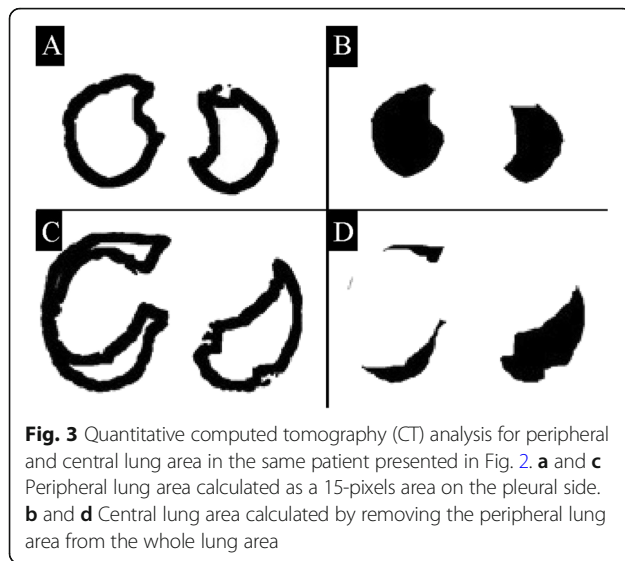 A
B
C
D
Fig. 3 Quantitative computed tomography (CT) analysis for peripheral
and central lung area in the same patient presented in Fig. 2. a and c
Peripheral lung area calculated as a 15-pixels area on the pleural side.
b and d Central lung area calculated by removing the peripheral lung
area from the whole lung area